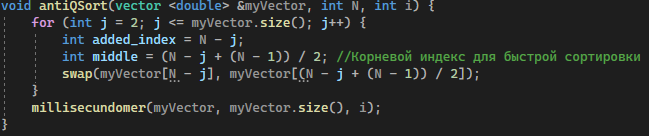 void antiQSort(vector <double> &myVector, int N, int i) {
    for (int j = 2; j <= myVector.size(); j++) {
        int added_index = N - j;
        int middle = (N - j + (N - 1)) / 2; //Корневой индекс для быстрой сортировки
        swap(myVector[N - j], myVector[(N - j + (N - 1)) / 2]);
    }
    millisecundomer(myVector, myVector.size(), i);
}